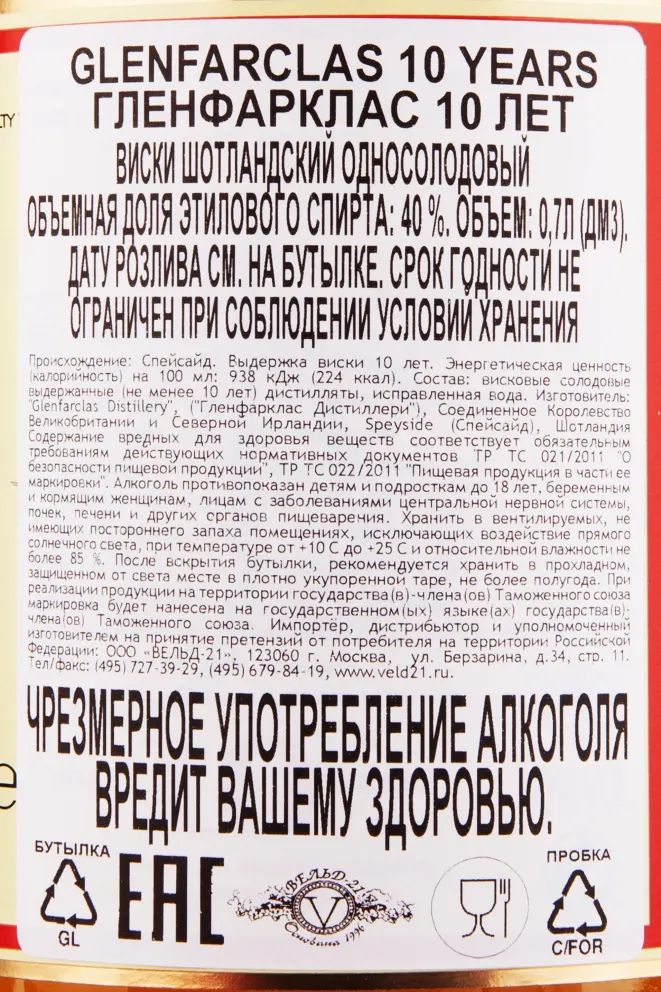 LTY
GLENFARCLAS 10 YEARS
ГЛЕНФАРКЛАС 10 ЛЕТ
ВИСКИ ШОТЛАНДСКИЙ ОДНОСОЛОДОВЫЙ
ОБЪЕМНАЯ ДОЛЯ ЭТИЛОВОГО СПИРТА: 40 %. ОБЪЕМ: 0,7Л (ДМ3).
ДАТУ РОЗЛИВА СМ. НА БУТЫЛКЕ. СРОК ГОДНОСТИ НЕ
ОГРАНИЧЕН ПРИ СОБЛЮДЕНИИ УСЛОВИЙ ХРАНЕНИЯ
Происхождение: Спейсайд. Выдержка виски 10 лет. Энергетическая ценность
(калорийность) на 100 мл: 938 кДж (224 ккал). Состав: висковые солодовые
выдержанные (не менее 10 лет) дистилляты, исправленная вода. Изготовитель:
"Glenfarclas Distillery", ("Гленфарклас Дистиллери"), Соединенное Королевство
Великобритании и Северной Ирландии, Speyside (Спейсайд), Шотландия
Содержание вредных для здоровья веществ соответствует обязательным
требованиям действующих нормативных документов ТР ТС 021/2011 "О
безопасности пищевой продукции", ТР ТС 022/2011 "Пищевая продукция в части ее
маркировки". Алкоголь противопоказан детям и подросткам до 18 лет, беременным
и кормящим женщинам, лицам с заболеваниями центральной нервной системы,
почек, печени и других органов пищеварения. Хранить в вентилируемых, не
имеющих постороннего запаха помещениях, исключающих воздействие прямого
солнечного света, при температуре от +10 С до +25 С и относительной влажности не
более 85 %. После вскрытия бутылки, рекомендуется хранить в прохладном,
защищенном от света месте в плотно укупоренной таре, не более полугода. При
реализации продукции на территории государства(в)-члена(ов) Таможенного союза
маркировка будет нанесена на государственном(ых) языке(ах) государства(в)-
члена(ов) Таможенного союза. Импортёр, дистрибьютор и уполномоченный
изготовителем на принятие претензий от потребителя на территории Российской
Федерации: ООО «ВЕЛЬД-21», 123060 г. Москва, ул. Берзарина, д.34, стр. 11.
Тел/факс: (495) 727-39-29, (495) 679-84-19, www.veld21.ru.
ЧРЕЗМЕРНОЕ УПОТРЕБЛЕНИЕ АЛКОГОЛЯ
ВРЕДИТ ВАШЕМУ ЗДОРОВЬЮ.
e
БУТЫЛКА
GL
ЕАС
ВЕЛЬД-21
V
Основана 1996
ПРОБКА
C/FOR